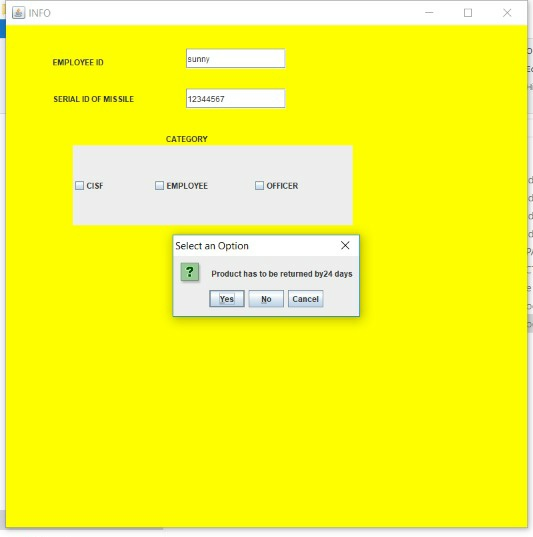 INFO
EMPLOYEE ID
sunny
SERIAL ID OF MISSILE
12344567
CATEGORY
CISF
EMPLOYEE
OFFICER
Select an Option
?
Product has to be returned by24 days
Yes No Cancel